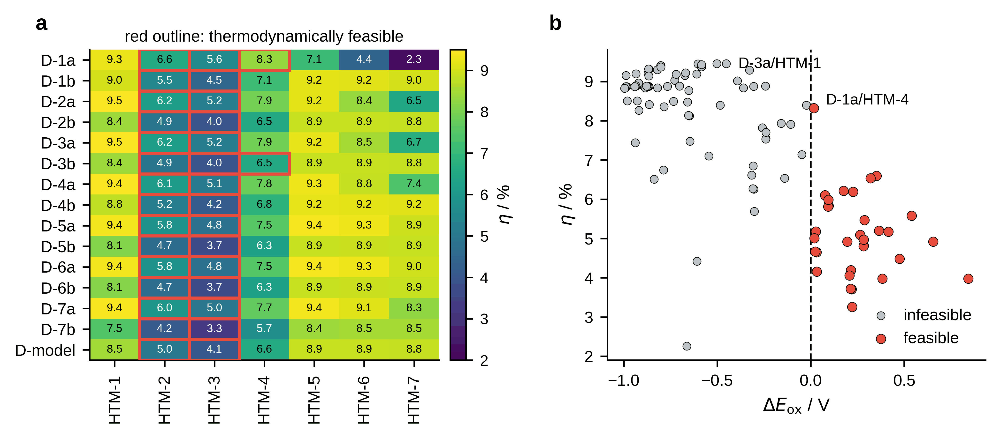 a
red outline: thermodynamically feasible
D-1a 9.3 6.6 5.6 8.3 7.1 4.4 2.3
D-1b 9.0 5.5 4.5 7.1 9.2 9.2 9.0
D-2a 9.5 6.2 5.2 7.9 9.2 8.4 6.5
D-2b 8.4 4.9 4.0 6.5 8.9 8.9 8.8
D-3a 9.5 6.2 5.2 7.9 9.2 8.5 6.7
D-3b 8.4 4.9 4.0 6.5 8.9 8.9 8.8
D-4a 9.4 6.1 5.1 7.8 9.3 8.8 7.4
D-4b 8.8 5.2 4.2 6.8 9.2 9.2 9.2
D-5a 9.4 5.8 4.8 7.5 9.4 9.3 8.9
D-5b 8.1 4.7 3.7 6.3 8.9 8.9 8.9
D-6a 9.4 5.8 4.8 7.5 9.4 9.3 9.0
D-6b 8.1 4.7 3.7 6.3 8.9 8.9 8.9
D-7a 9.4 6.0 5.0 7.7 9.4 9.1 8.3
D-7b 7.5 4.2 3.3 5.7 8.4 8.5 8.5
D-model 8.5 5.0 4.1 6.6 8.9 8.9 8.8
HTM-1 HTM-2 HTM-3 HTM-4 HTM-5 HTM-6 HTM-7
9
8
7
6
5
4
3
2
η / %
b
η / %
9
8
7
6
5
4
3
2
D-3a/HTM-1
D-1a/HTM-4
infeasible
feasible
−1.0 −0.5 0.0 0.5
ΔEox / V